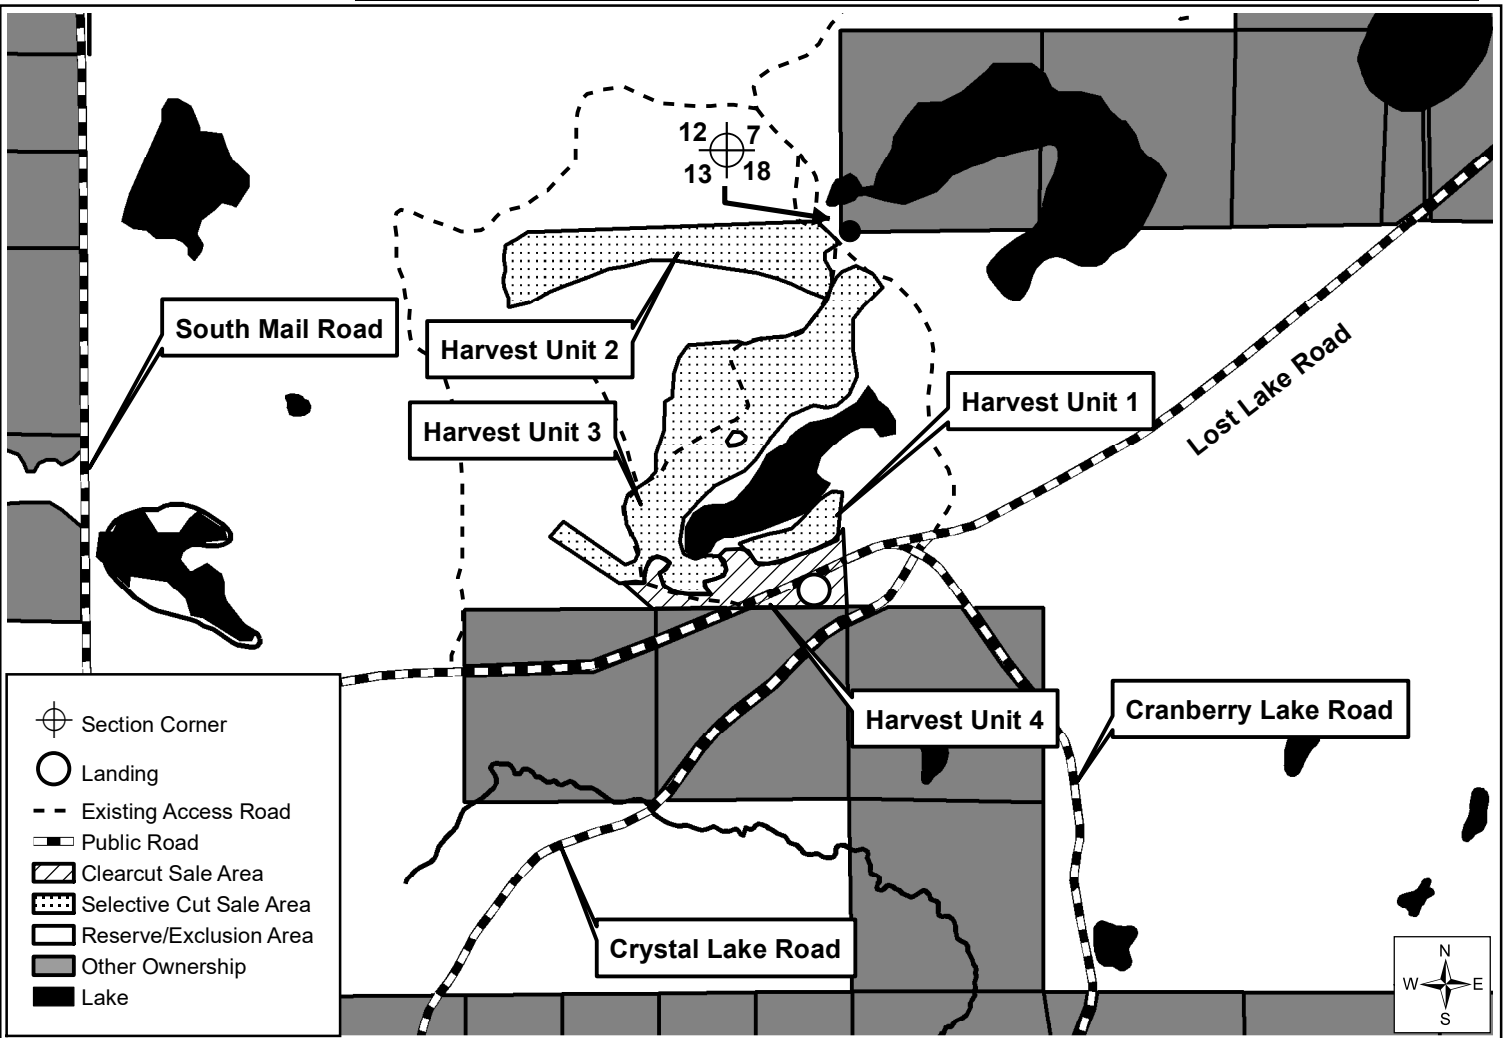 12 7
13 18
South Mail Road
Harvest Unit 2
Harvest Unit 1
Harvest Unit 3
Lost Lake Road
Harvest Unit 4
Cranberry Lake Road
Crystal Lake Road
Section Corner
Landing
Existing Access Road
Public Road
Clearcut Sale Area
Selective Cut Sale Area
Reserve/Exclusion Area
Other Ownership
Lake
N
W E
S